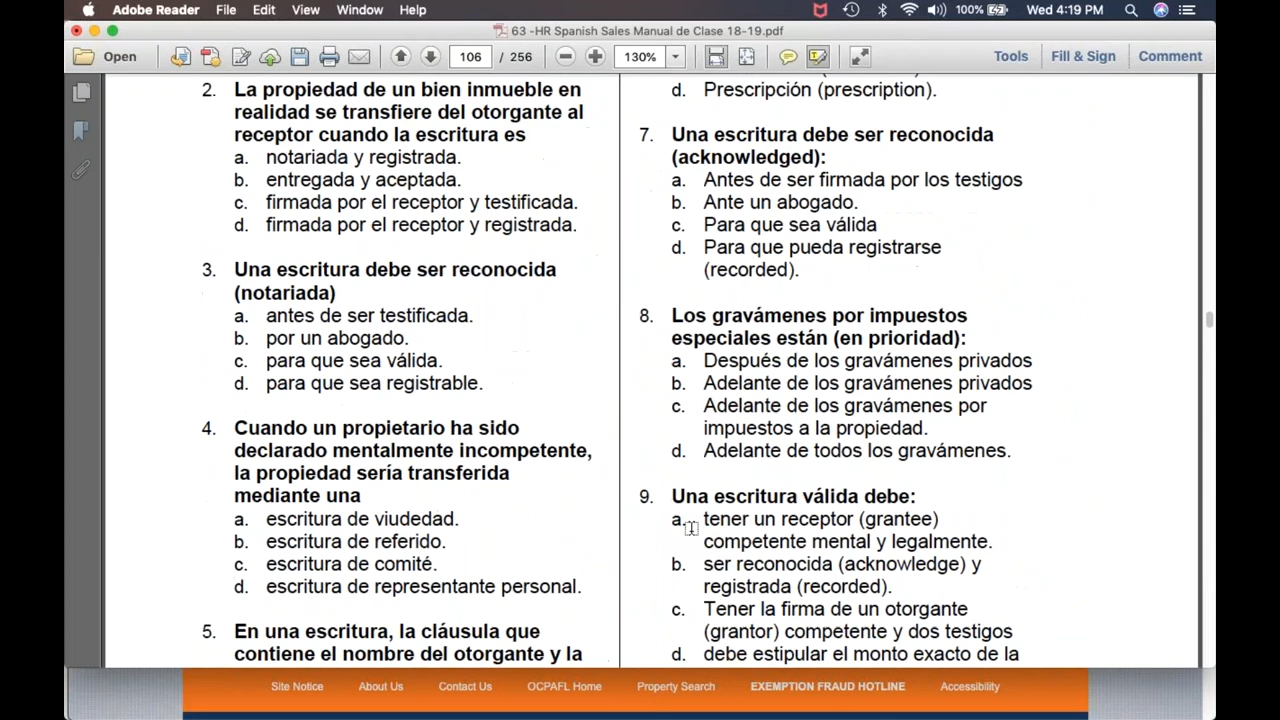 Adobe Reader File Edit View Window Help 100% Wed 4:19 PM
63 -HR Spanish Sales Manual de Clase 18-19.pdf
Open 106 / 256 130% Tools Fill & Sign Comment
2. La propiedad de un bien inmueble en
realidad se transfiere del otorgante al
receptor cuando la escritura es
a. notariada y registrada.
b. entregada y aceptada.
c. firmada por el receptor y testificada.
d. firmada por el receptor y registrada.
3. Una escritura debe ser reconocida
(notariada)
a. antes de ser testificada.
b. por un abogado.
c. para que sea válida.
d. para que sea registrable.
4. Cuando un propietario ha sido
declarado mentalmente incompetente,
la propiedad sería transferida
mediante una
a. escritura de viudedad.
b. escritura de referido.
c. escritura de comité.
d. escritura de representante personal.
5. En una escritura, la cláusula que
contiene el nombre del otorgante y la
d. Prescripción (prescription).
7. Una escritura debe ser reconocida
(acknowledged):
a. Antes de ser firmada por los testigos
b. Ante un abogado.
c. Para que sea válida
d. Para que pueda registrarse
(recorded).
8. Los gravámenes por impuestos
especiales están (en prioridad):
a. Después de los gravámenes privados
b. Adelante de los gravámenes privados
c. Adelante de los gravámenes por
impuestos a la propiedad.
d. Adelante de todos los gravámenes.
9. Una escritura válida debe:
a. tener un receptor (grantee)
competente mental y legalmente.
b. ser reconocida (acknowledge) y
registrada (recorded).
c. Tener la firma de un otorgante
(grantor) competente y dos testigos
d. debe estipular el monto exacto de la
Site Notice About Us Contact Us OCPAFL Home Property Search EXEMPTION FRAUD HOTLINE Accessibility